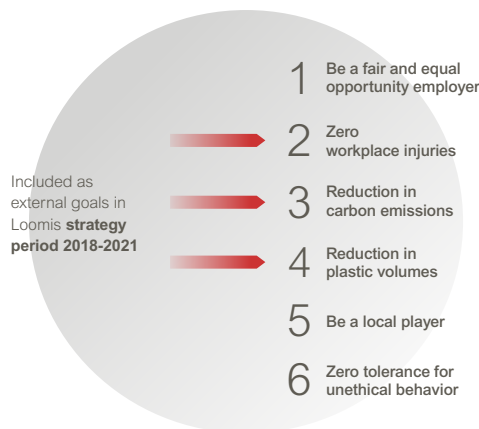 1 Be a fair and equal
opportunity employer
2 Zero
workplace injuries
Included as
external goals in
Loomis strategy
period 2018-2021
3 Reduction in
carbon emissions
4 Reduction in
plastic volumes
5 Be a local player
6 Zero tolerance for
unethical behavior